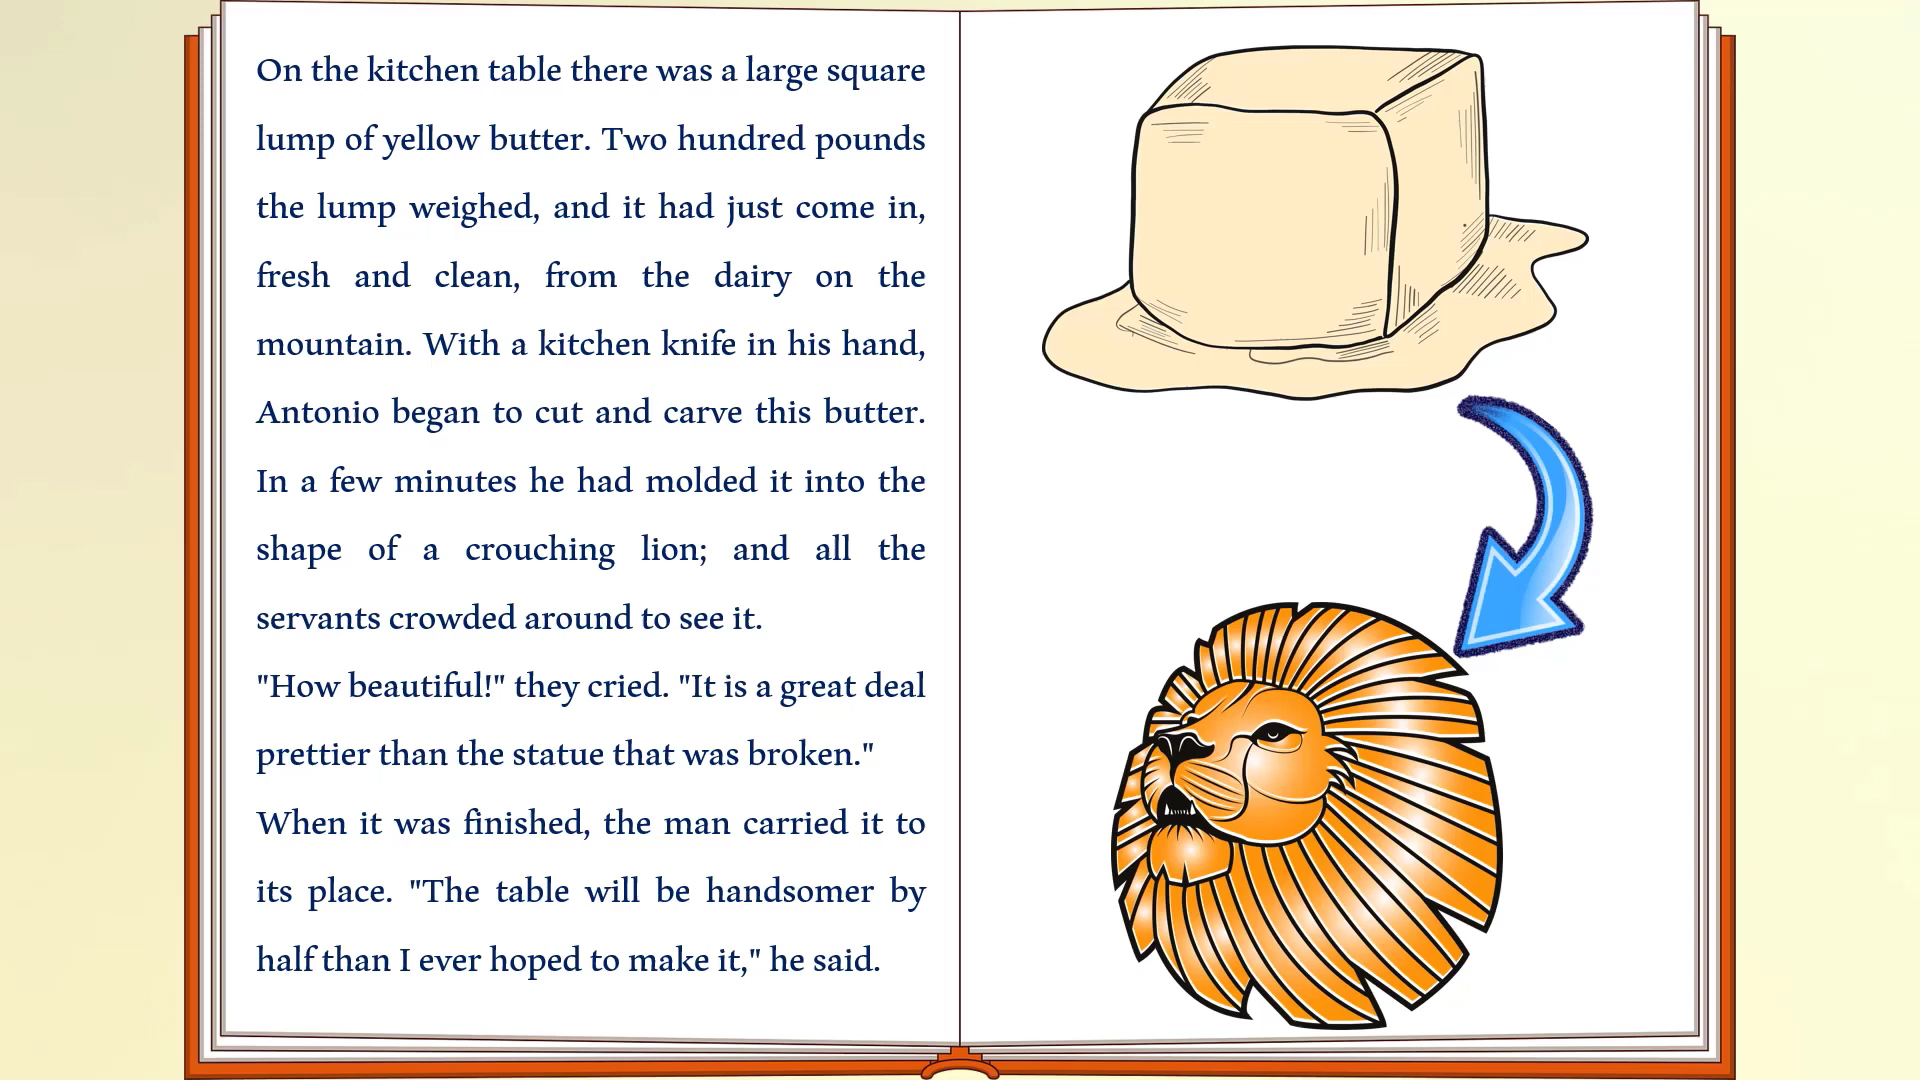 On the kitchen table there was a large square
lump of yellow butter. Two hundred pounds
the lump weighed, and it had just come in,
fresh and clean, from the dairy on the
mountain. With a kitchen knife in his hand,
Antonio began to cut and carve this butter.
In a few minutes he had molded it into the
shape of a crouching lion; and all the
servants crowded around to see it.
"How beautiful!" they cried. "It is a great deal
prettier than the statue that was broken."
When it was finished, the man carried it to
its place. "The table will be handsomer by
half than I ever hoped to make it," he said.